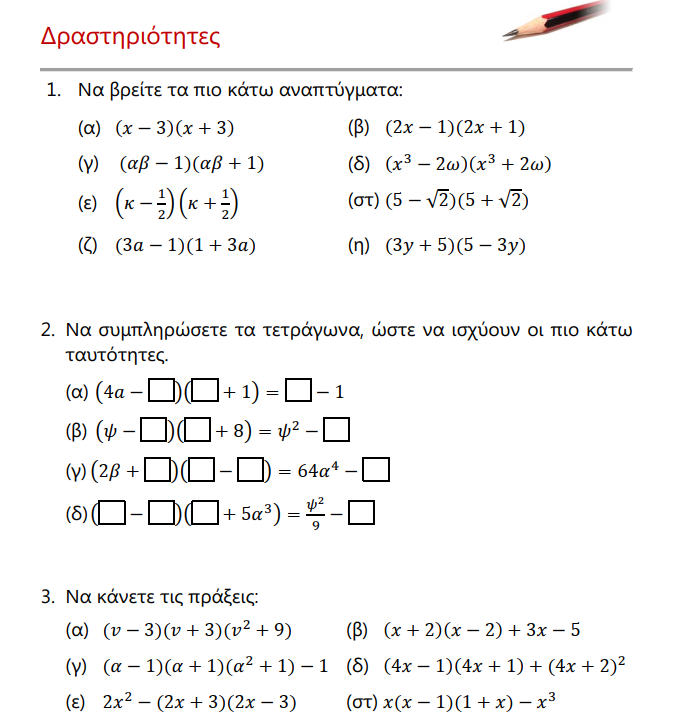 Δραστηριότητες
1. Να βρείτε τα πιο κάτω αναπτύγματα:
(α) (x − 3)(x + 3) (β) (2x − 1)(2x + 1)
(γ) (αβ − 1)(αβ + 1) (δ) (x³ − 2ω)(x³ + 2ω)
(ε) (κ − 1/2)(κ + 1/2) (στ) (5 − √2)(5 + √2)
(ζ) (3a − 1)(1 + 3a) (η) (3y + 5)(5 − 3y)
2. Να συμπληρώσετε τα τετράγωνα, ώστε να ισχύουν οι πιο κάτω
ταυτότητες.
(α) (4a − □)(□ + 1) = □ − 1
(β) (ψ − □)(□ + 8) = ψ² − □
(γ) (2β + □)(□ − □) = 64α⁴ − □
(δ) (□ − □)(□ + 5α³) = ψ²/9 − □
3. Να κάνετε τις πράξεις:
(α) (ν − 3)(ν + 3)(ν² + 9) (β) (x + 2)(x − 2) + 3x − 5
(γ) (α − 1)(α + 1)(α² + 1) − 1 (δ) (4x − 1)(4x + 1) + (4x + 2)²
(ε) 2x² − (2x + 3)(2x − 3) (στ) x(x − 1)(1 + x) − x³